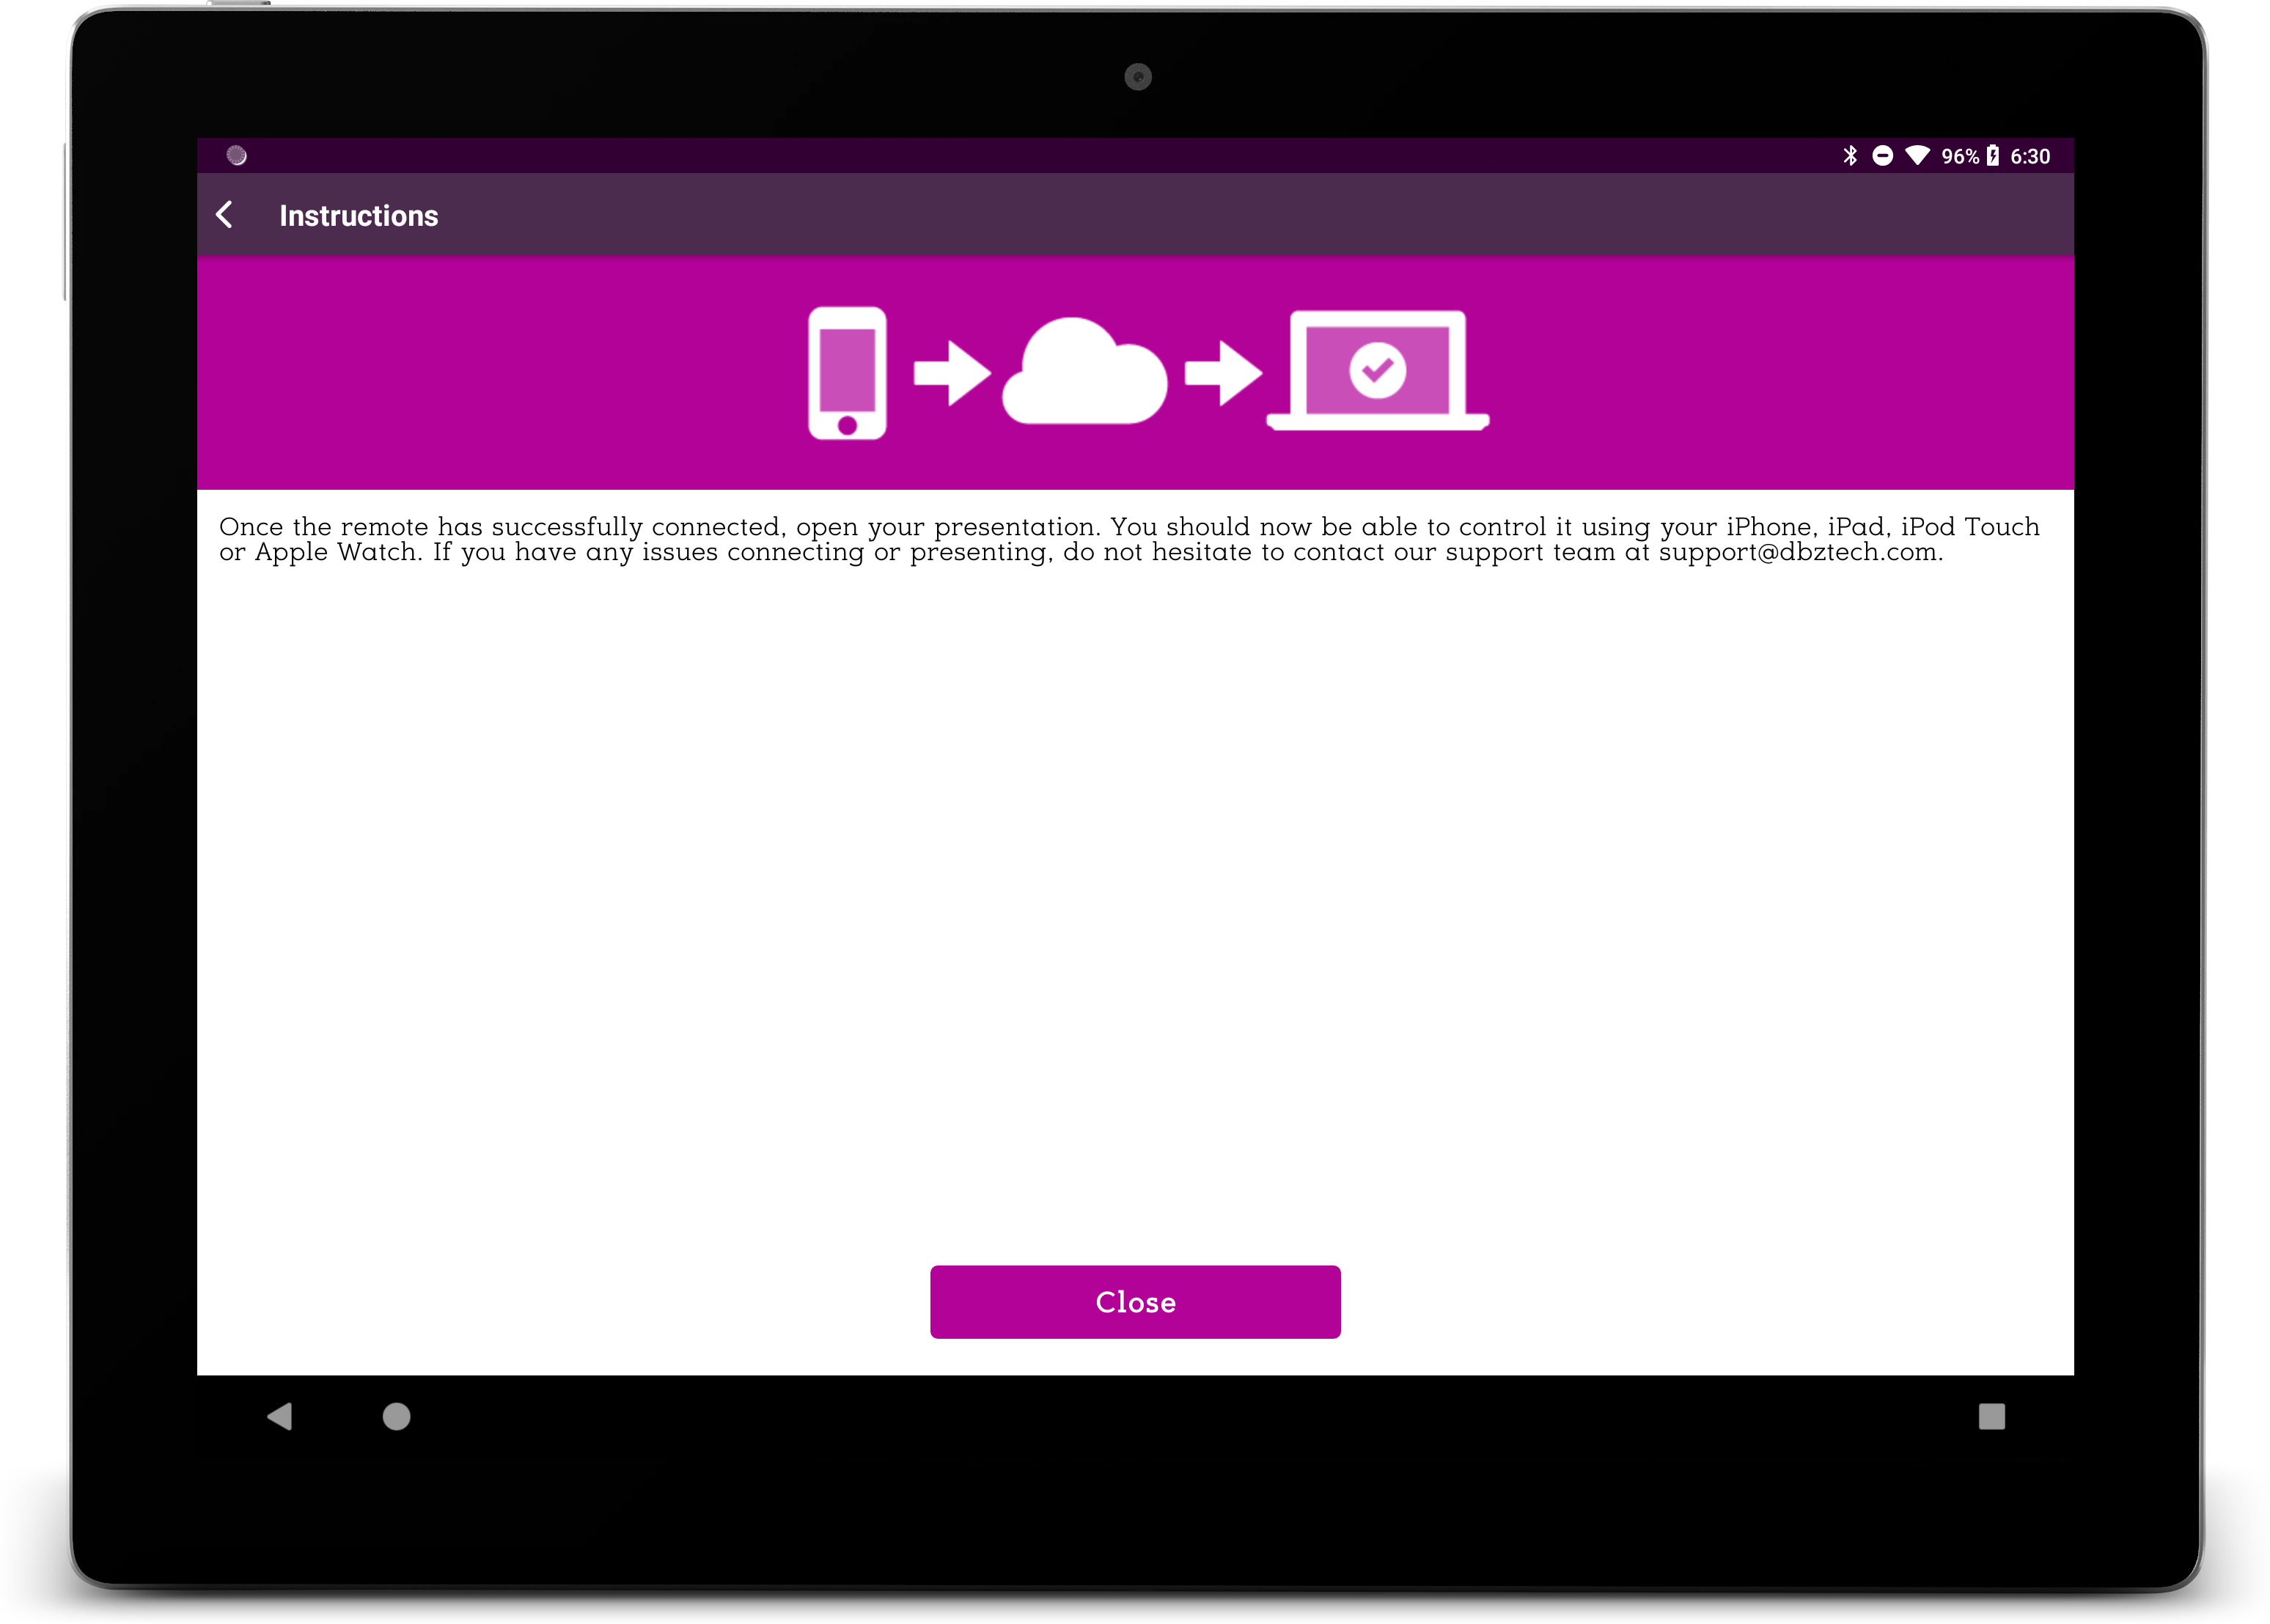 96% 6:30
Instructions
Once the remote has successfully connected, open your presentation. You should now be able to control it using your iPhone, iPad, iPod Touch
or Apple Watch. If you have any issues connecting or presenting, do not hesitate to contact our support team at support@dbztech.com.
Close